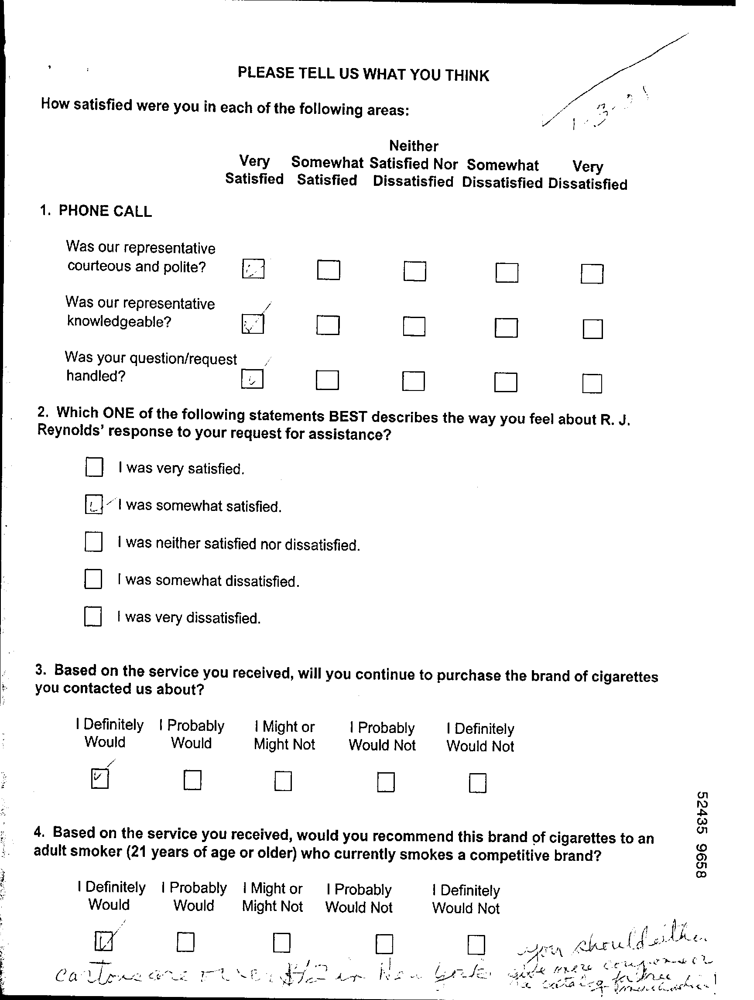 PLEASE TELL US WHAT YOU THINK
1-3-
How satisfied were you in each of the following areas:
Neither
Very Somewhat Satisfied Nor Somewhat Very
Satisfied Satisfied Dissatisfied Dissatisfied Dissatisfied
1. PHONE CALL
Was our representative
courteous and polite?
Was our representative
knowledgeable?
Was your question/request
handled?
2. Which ONE of the following statements BEST describes the way you feel about R. J.
Reynolds' response to your request for assistance?
I was very satisfied.
I was somewhat satisfied.
I was neither satisfied nor dissatisfied.
I was somewhat dissatisfied.
I was very dissatisfied.
3. Based on the service you received, will you continue to purchase the brand of cigarettes
you contacted us about?
I Definitely I Probably I Might or I Probably I Definitely
Would Would Might Not Would Not Would Not
52435 9658
4. Based on the service you received, would you recommend this brand of cigarettes to an
adult smoker (21 years of age or older) who currently smokes a competitive brand?
I Definitely I Probably I Might or I Probably I Definitely
Would Would Might Not Would Not Would Not
you should either
cartons are in New York give more coupons or
free merchandise!